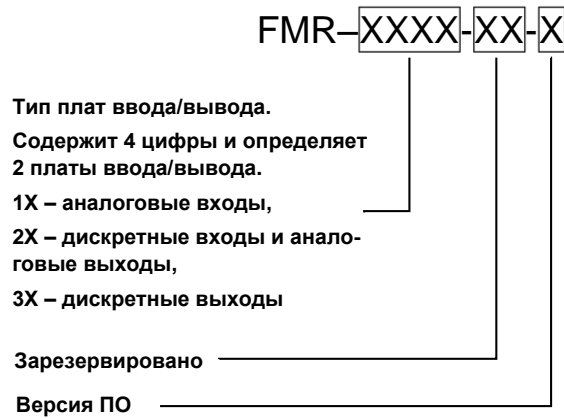 FMR–XXXX-XX-X
Тип плат ввода/вывода.
Содержит 4 цифры и определяет
2 платы ввода/вывода.
1X – аналоговые входы,
2X – дискретные входы и анало-
говые выходы,
3X – дискретные выходы
Зарезервировано
Версия ПО